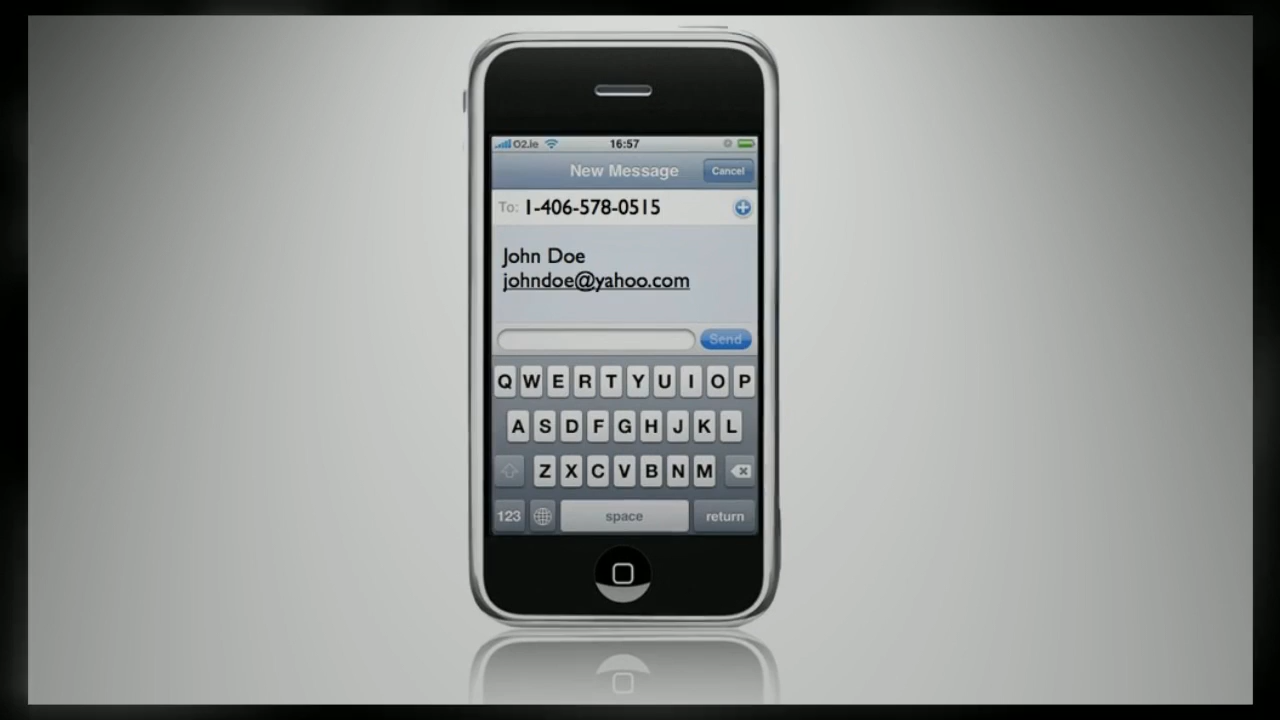 O2.ie 16:57
New Message Cancel
To: 1-406-578-0515
John Doe
johndoe@yahoo.com
Send
Q W E R T Y U I O P
A S D F G H J K L
Z X C V B N M
123 space return